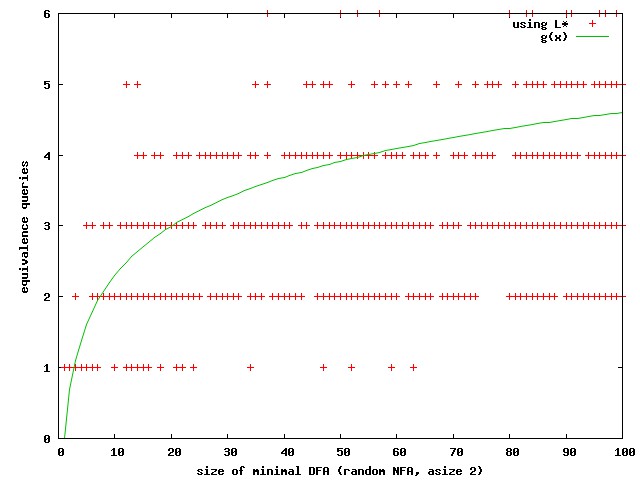 6
using L*
g(x)
5
4
3
2
1
0
equivalence queries
0 10 20 30 40 50 60 70 80 90 100
size of minimal DFA (random NFA, asize 2)